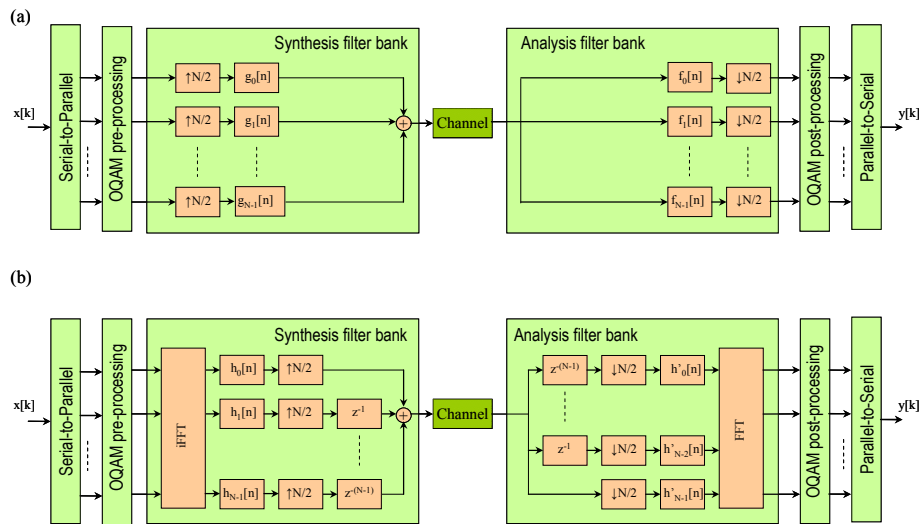 (a)
Serial-to-Parallel
OQAM pre-processing
Synthesis filter bank
Analysis filter bank
OQAM post-processing
Parallel-to-Serial
x[k]
↑N/2
g0[n]
↑N/2
g1[n]
↑N/2
gN-1[n]
+
Channel
f0[n]
↓N/2
f1[n]
↓N/2
fN-1[n]
↓N/2
y[k]
(b)
Serial-to-Parallel
OQAM pre-processing
Synthesis filter bank
Analysis filter bank
OQAM post-processing
Parallel-to-Serial
x[k]
iFFT
h0[n]
↑N/2
h1[n]
↑N/2
z-1
hN-1[n]
↑N/2
z-(N-1)
+
Channel
z-(N-1)
↓N/2
h'0[n]
z-1
↓N/2
h'N-2[n]
↓N/2
h'N-1[n]
FFT
y[k]